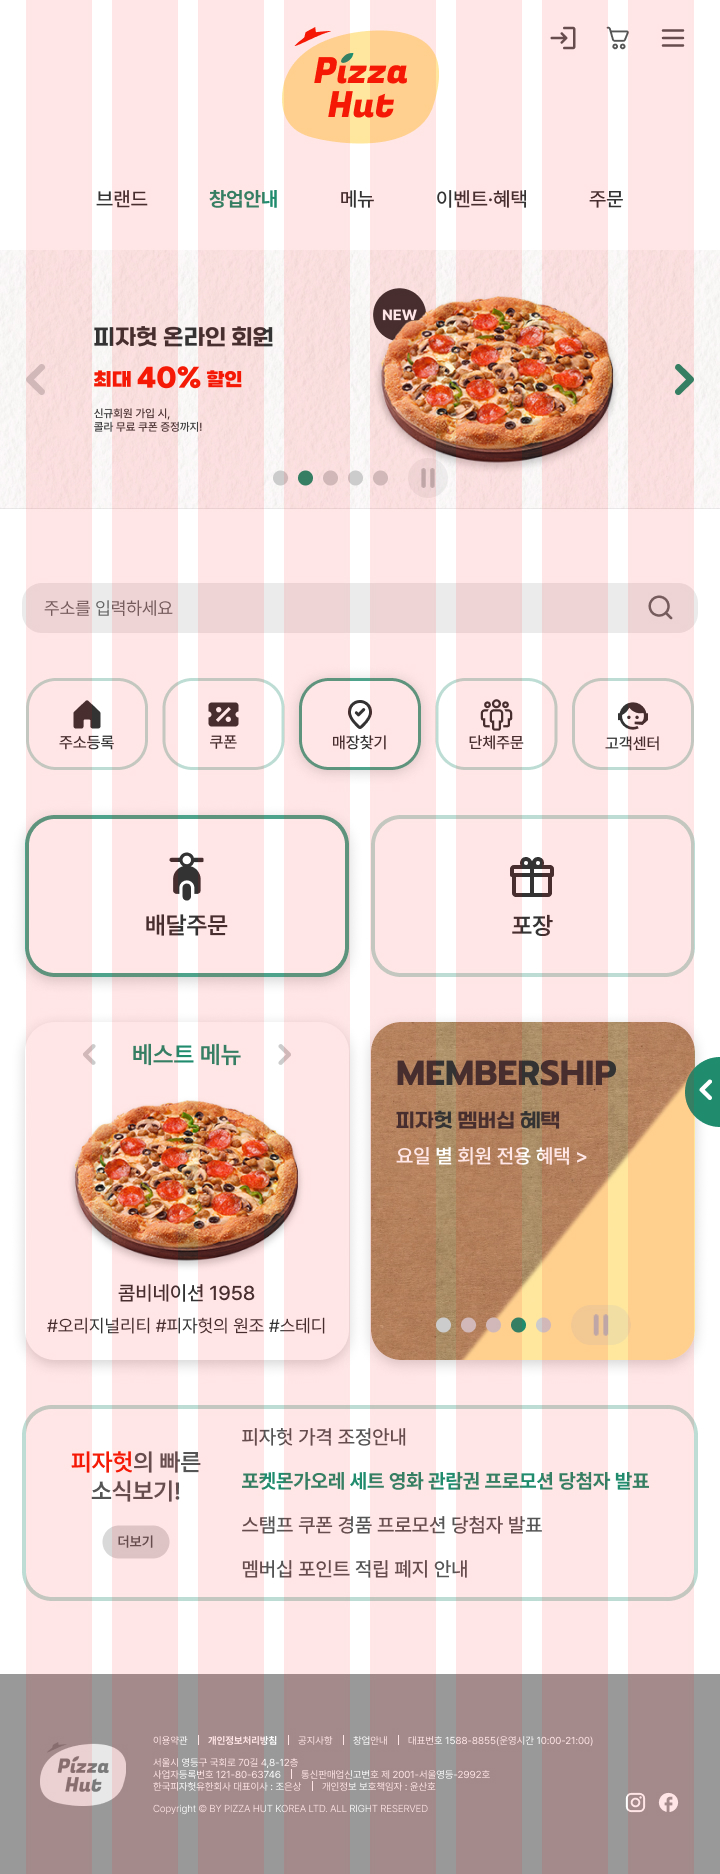 Pizza
Hut
브랜드
창업안내
메뉴
이벤트·혜택
주문
피자헛 온라인 회원
최대 40% 할인
신규회원 가입 시,
콜라 무료 쿠폰 증정까지!
NEW
주소를 입력하세요
주소등록
쿠폰
매장찾기
단체주문
고객센터
배달주문
포장
베스트 메뉴
콤비네이션 1958
#오리지널리티 #피자헛의 원조 #스테디
MEMBERSHIP
피자헛 멤버십 혜택
요일 별 회원 전용 혜택 >
피자헛의 빠른
소식보기!
더보기
피자헛 가격 조정안내
포켓몬가오레 세트 영화 관람권 프로모션 당첨자 발표
스탬프 쿠폰 경품 프로모션 당첨자 발표
멤버십 포인트 적립 폐지 안내
Pizza
Hut
이용약관 | 개인정보처리방침 | 공지사항 | 창업안내 | 대표번호 1588-8855(운영시간 10:00-21:00)
서울시 영등구 국회로 70길 4,8-12층
사업자등록번호 121-80-63746 | 통신판매업신고번호 제 2001-서울영등-2992호
한국피자헛유한회사 대표이사 : 조은상 | 개인정보 보호책임자 : 윤산호
Copyright © BY PIZZA HUT KOREA LTD. ALL RIGHT RESERVED